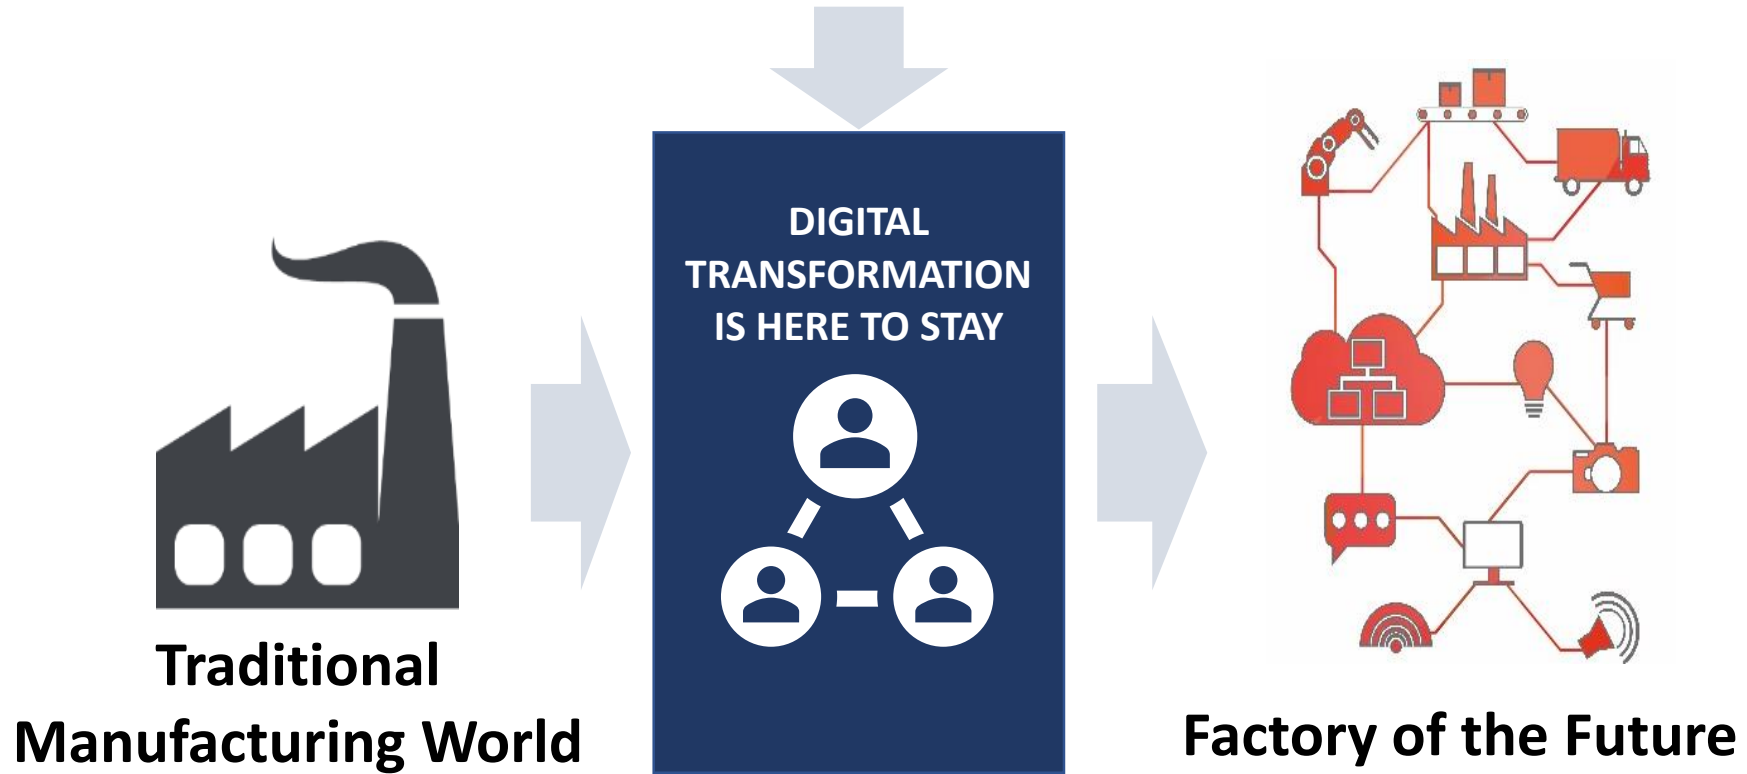 DIGITAL
TRANSFORMATION
IS HERE TO STAY
Traditional
Manufacturing World
Factory of the Future